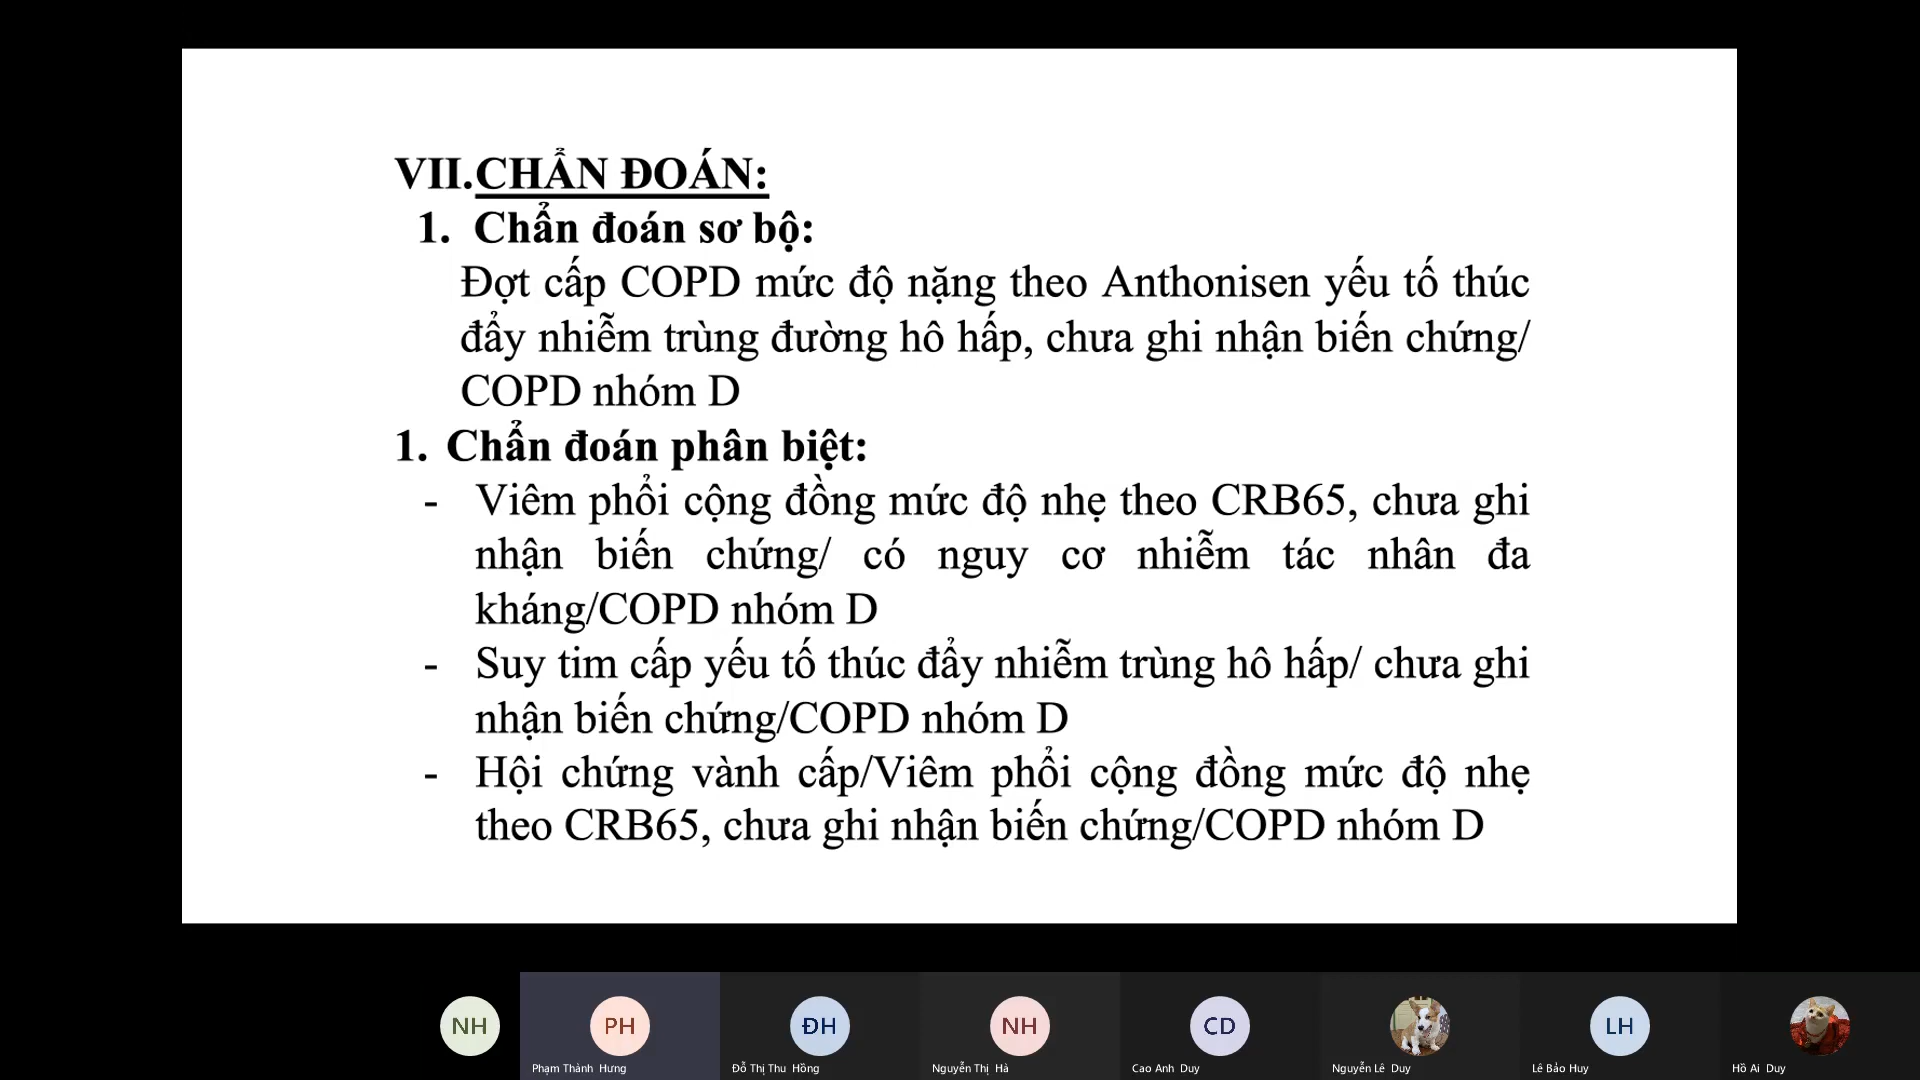 VII.CHẨN ĐOÁN:
1. Chẩn đoán sơ bộ:
Đợt cấp COPD mức độ nặng theo Anthonisen yếu tố thúc
đẩy nhiễm trùng đường hô hấp, chưa ghi nhận biến chứng/
COPD nhóm D
1. Chẩn đoán phân biệt:
- Viêm phổi cộng đồng mức độ nhẹ theo CRB65, chưa ghi
nhận biến chứng/ có nguy cơ nhiễm tác nhân đa
kháng/COPD nhóm D
- Suy tim cấp yếu tố thúc đẩy nhiễm trùng hô hấp/ chưa ghi
nhận biến chứng/COPD nhóm D
- Hội chứng vành cấp/Viêm phổi cộng đồng mức độ nhẹ
theo CRB65, chưa ghi nhận biến chứng/COPD nhóm D
NH PH ĐH NH CD LH
Phạm Thành Hưng Đỗ Thị Thu Hồng Nguyễn Thị Hà Cao Anh Duy Nguyễn Lê Duy Lê Bảo Huy Hồ Ai Duy